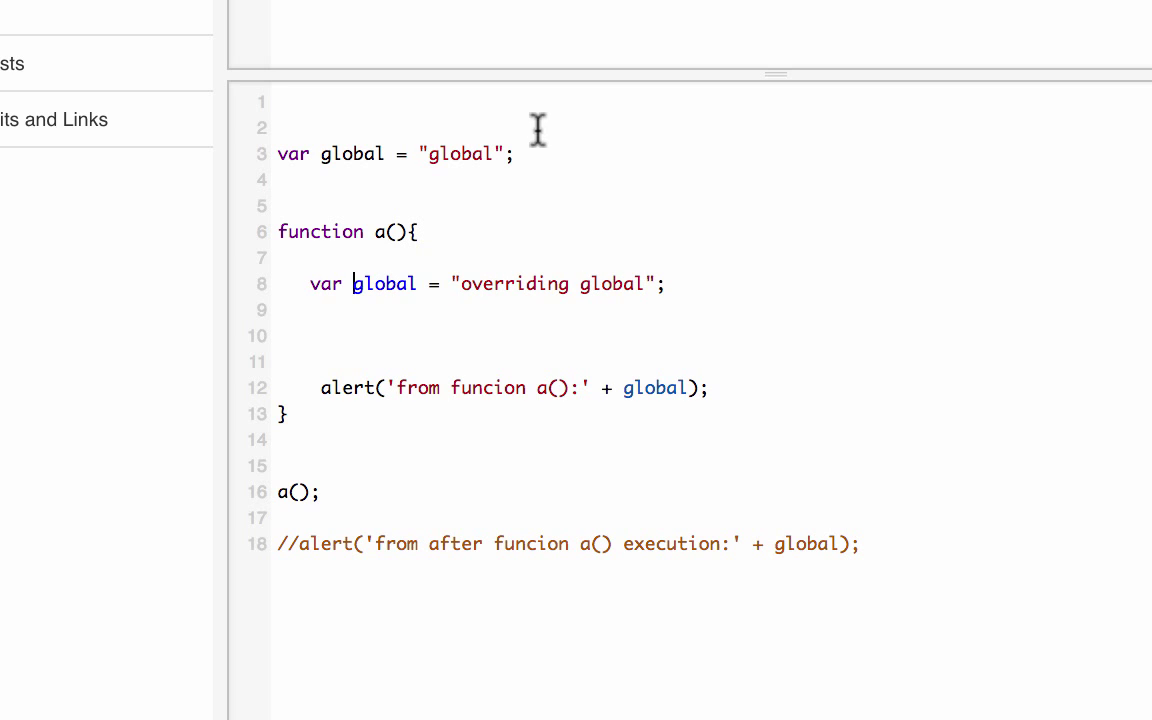 sts
its and Links
1
2
3 var global = "global";
4
5
6 function a(){
7
8 var global = "overriding global";
9
10
11
12 alert('from funcion a():' + global);
13 }
14
15
16 a();
17
18 //alert('from after funcion a() execution:' + global);